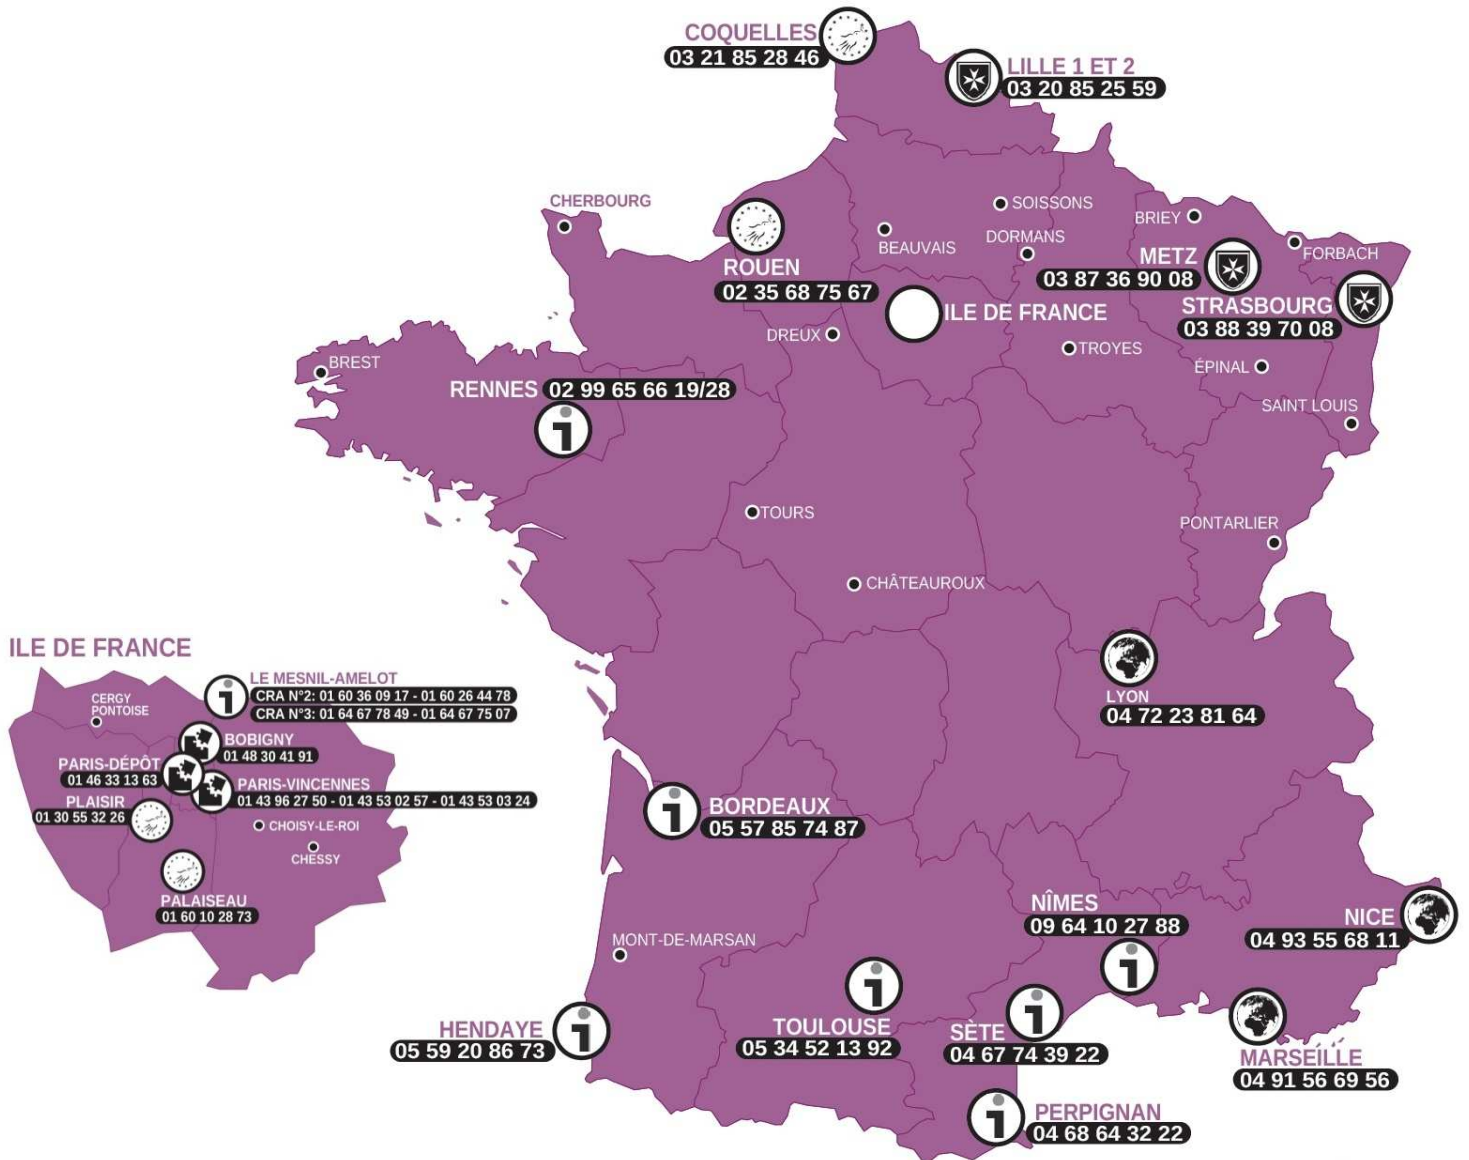 COQUELLES
03 21 85 28 46
LILLE 1 ET 2
03 20 85 25 59
CHERBOURG
SOISSONS
BRIEY
BEAUVAIS
DORMANS
METZ
03 87 36 90 08
FORBACH
ROUEN
02 35 68 75 67
ILE DE FRANCE
STRASBOURG
03 88 39 70 08
DREUX
TROYES
ÉPINAL
BREST
RENNES 02 99 65 66 19/28
SAINT LOUIS
TOURS
PONTARLIER
CHÂTEAUROUX
ILE DE FRANCE
LE MESNIL-AMELOT
CRA N°2: 01 60 36 09 17 - 01 60 26 44 78
CRA N°3: 01 64 67 78 49 - 01 64 67 75 07
CERGY
PONTOISE
BOBIGNY
01 48 30 41 91
PARIS-DÉPÔT
01 46 33 13 63
PARIS-VINCENNES
01 43 96 27 50 - 01 43 53 02 57 - 01 43 53 03 24
PLAISIR
01 30 55 32 26
CHOISY-LE-ROI
CHESSY
PALAISEAU
01 60 10 28 73
LYON
04 72 23 81 64
BORDEAUX
05 57 85 74 87
NÎMES
09 64 10 27 88
NICE
04 93 55 68 11
MONT-DE-MARSAN
HENDAYE
05 59 20 86 73
TOULOUSE
05 34 52 13 92
SÈTE
04 67 74 39 22
MARSEILLE
04 91 56 69 56
PERPIGNAN
04 68 64 32 22